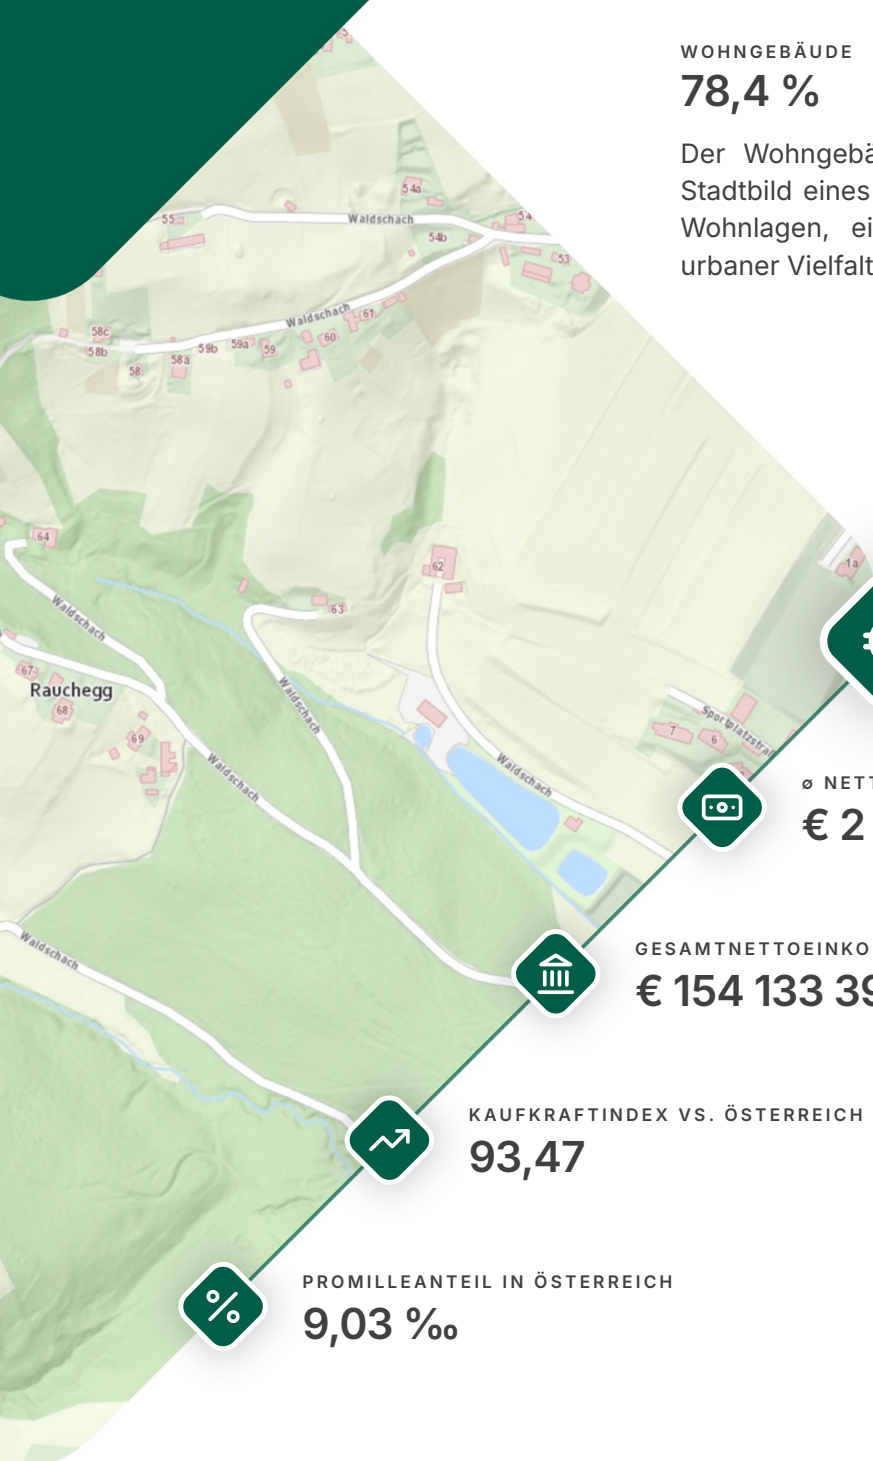 WOHNGEBÄUDE
78,4 %
Der Wohngebä
Stadtbild eines
Wohnlagen, ei
urbaner Vielfalt
54a
55
Waldschach
54
54b
53
Waldschach
61
58c
60
59a
59b
59
58b
58a
58
64
62
1a
63
Waldschach
67
Rauchegg
68
Waldschach
Sportplatzstraß
7
6
69
Waldschach
Waldschach
Ø NETT
€ 2
Waldschach
GESAMTNETTOEINKO
€ 154 133 39
KAUFKRAFTINDEX VS. ÖSTERREICH
93,47
PROMILLEANTEIL IN ÖSTERREICH
9,03 ‰